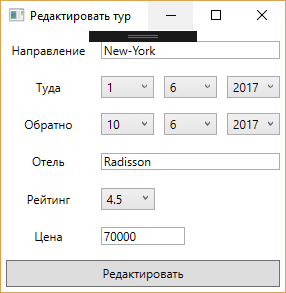 Редактировать тур
Направление New-York
Туда 1 6 2017
Обратно 10 6 2017
Отель Radisson
Рейтинг 4.5
Цена 70000
Редактировать